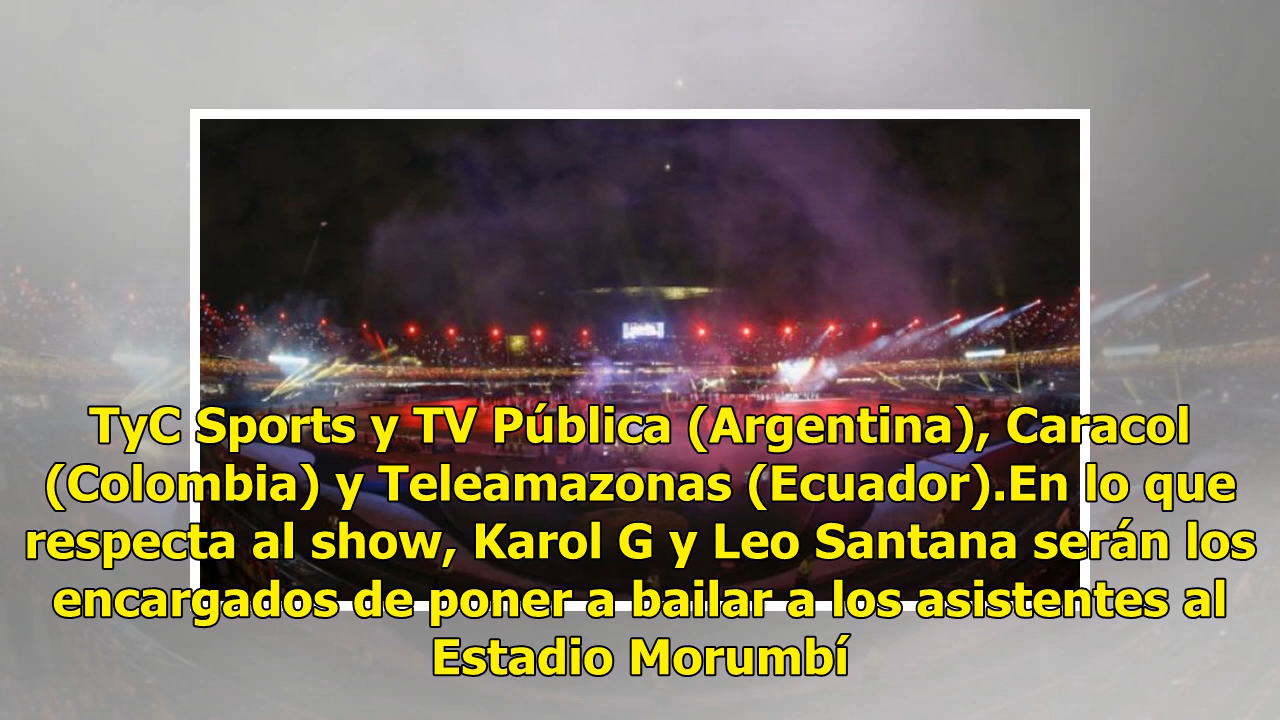 TyC Sports y TV Pública (Argentina), Caracol
(Colombia) y Teleamazonas (Ecuador).En lo que
respecta al show, Karol G y Leo Santana serán los
encargados de poner a bailar a los asistentes al
Estadio Morumbí